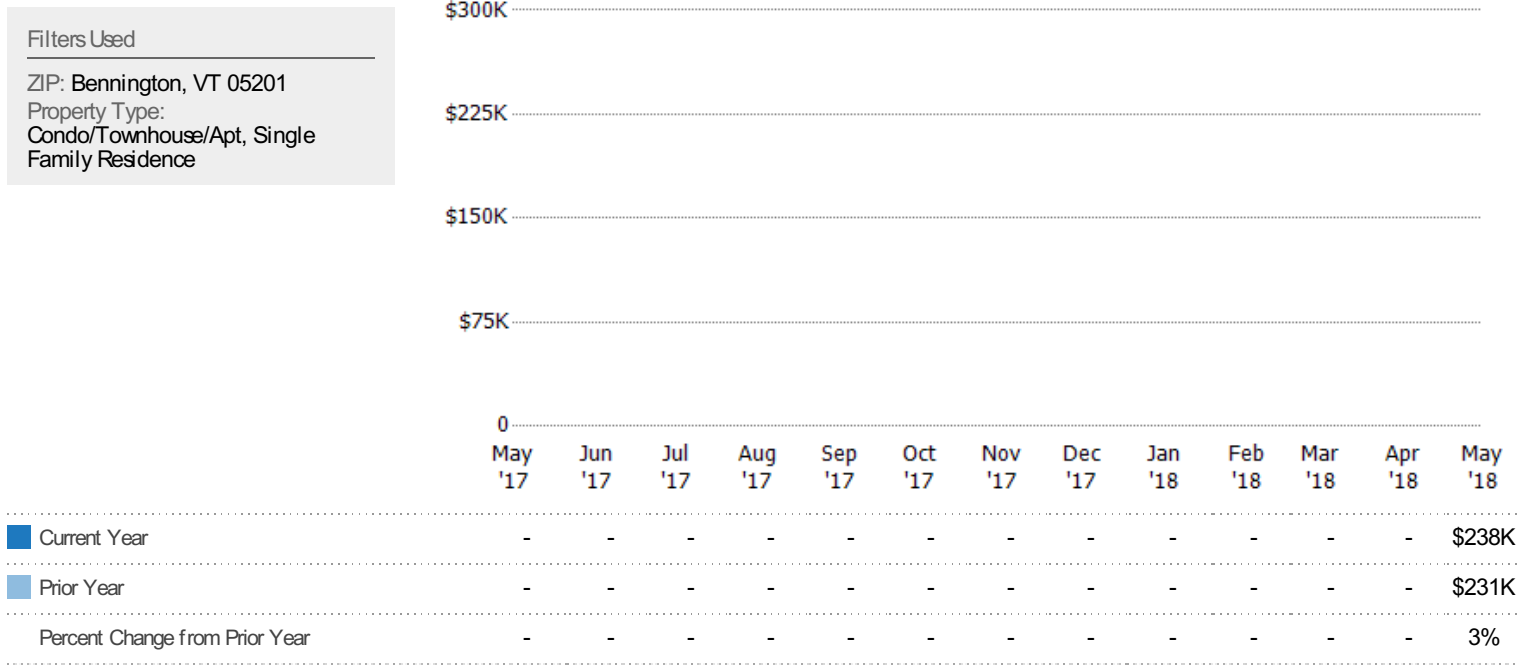 Filters Used
ZIP: Bennington, VT 05201
Property Type:
Condo/Townhouse/Apt, Single
Family Residence
$300K
$225K
$150K
$75K
0
May '17 Jun '17 Jul '17 Aug '17 Sep '17 Oct '17 Nov '17 Dec '17 Jan '18 Feb '18 Mar '18 Apr '18 May '18
Current Year - - - - - - - - - - - - $238K
Prior Year - - - - - - - - - - - - $231K
Percent Change from Prior Year - - - - - - - - - - - - 3%